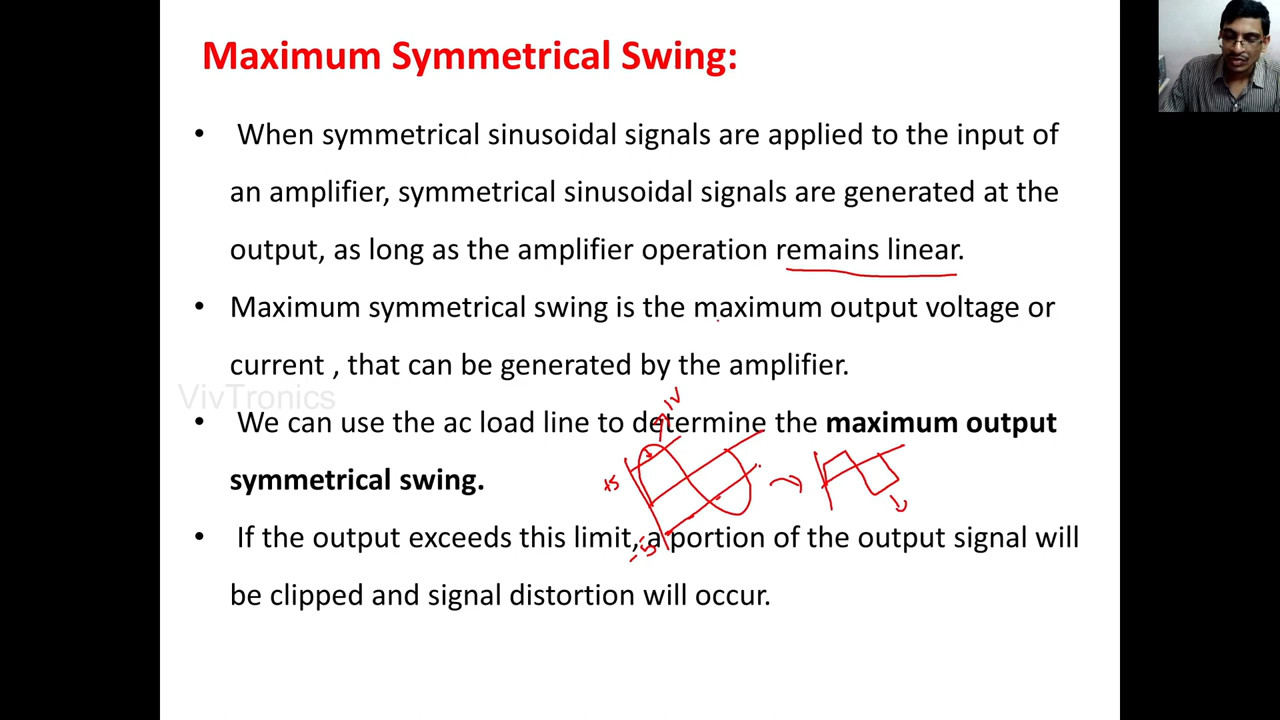 Maximum Symmetrical Swing:
• When symmetrical sinusoidal signals are applied to the input of
an amplifier, symmetrical sinusoidal signals are generated at the
output, as long as the amplifier operation remains linear.
• Maximum symmetrical swing is the maximum output voltage or
current , that can be generated by the amplifier.
VivTronics
• We can use the ac load line to determine the maximum output
symmetrical swing.
+5
• If the output exceeds this limit, a portion of the output signal will
-5
be clipped and signal distortion will occur.